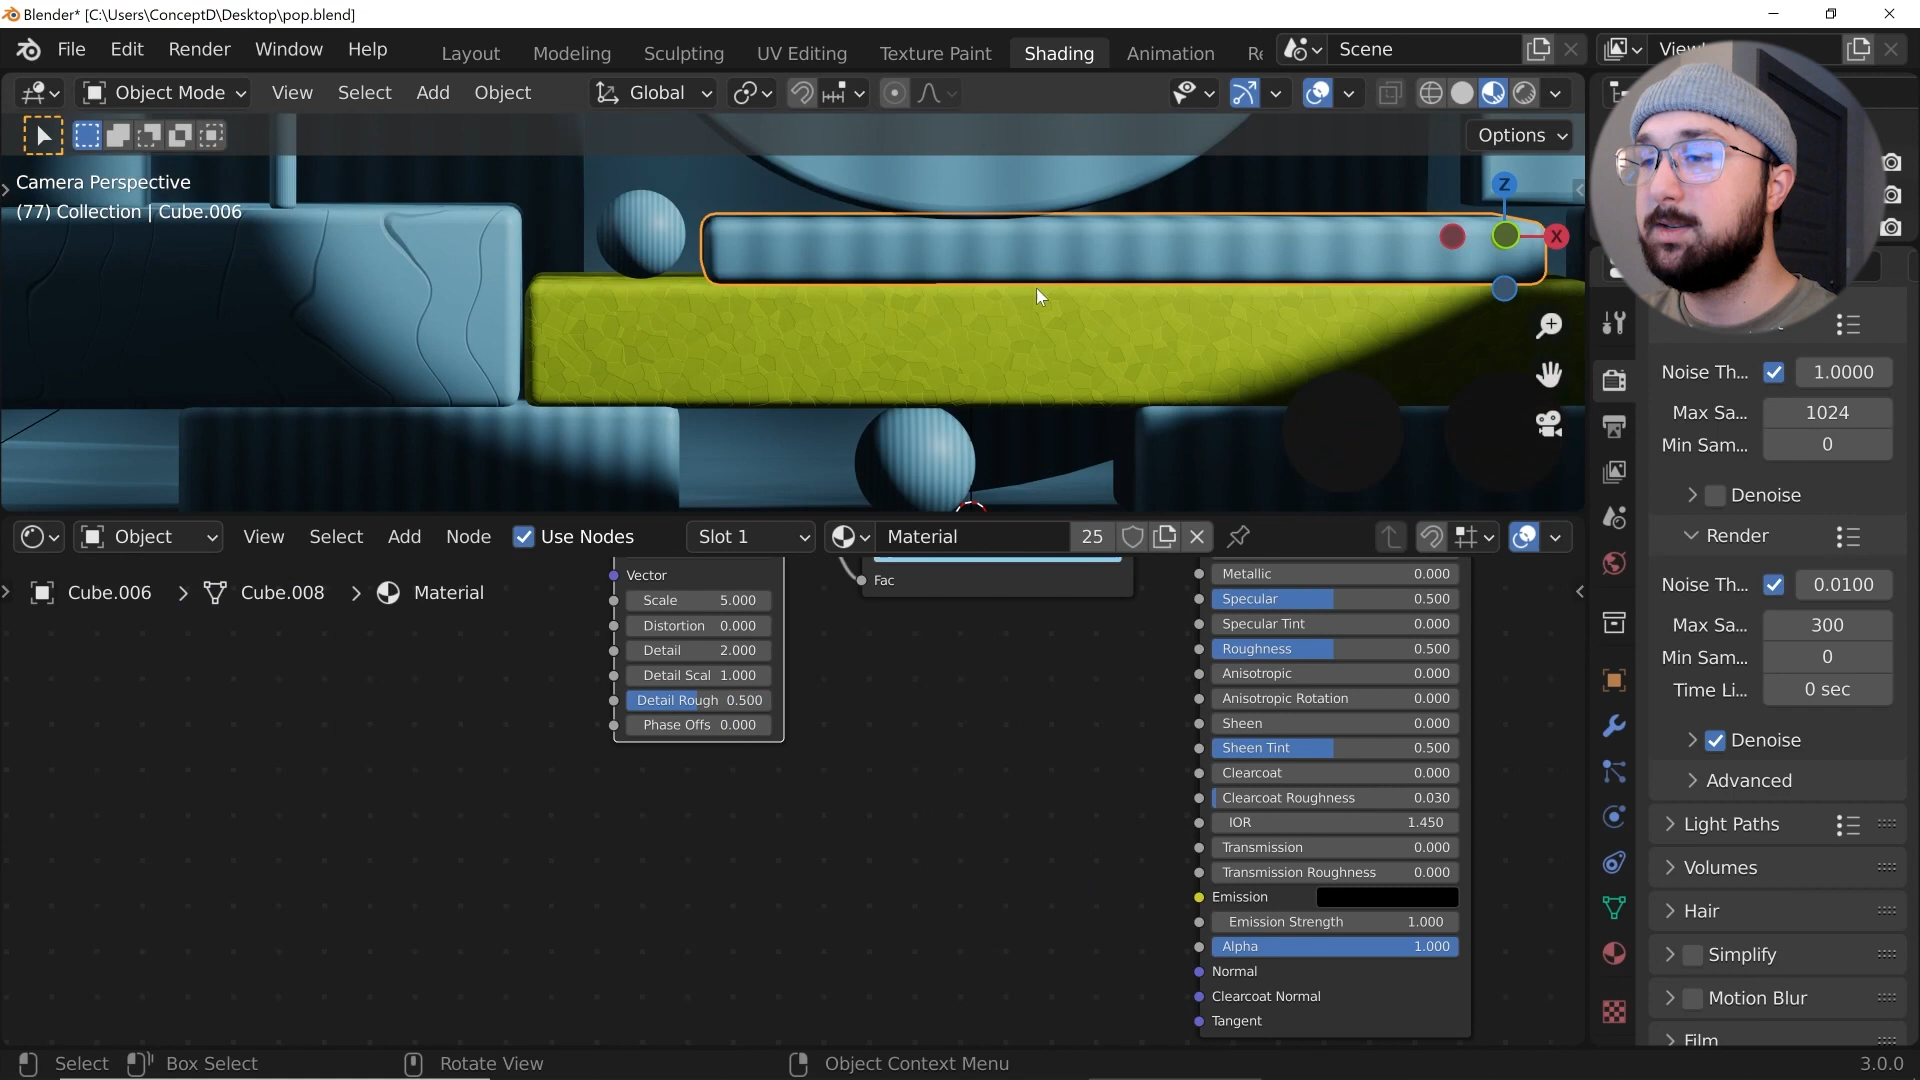 Blender* [C:\Users\ConceptD\Desktop\pop.blend]
File Edit Render Window Help Layout Modeling Sculpting UV Editing Texture Paint Shading Animation Re Scene View
Object Mode View Select Add Object Global
Options
Camera Perspective
(77) Collection | Cube.006
Z
X
Noise Th... 1.0000
Max Sa... 1024
Min Sam... 0
Denoise
Render
Noise Th... 0.0100
Max Sa... 300
Min Sam... 0
Time Li... 0 sec
Denoise
Advanced
Light Paths
Volumes
Hair
Simplify
Motion Blur
Film
Object View Select Add Node Use Nodes Slot 1 Material 25
Cube.006 > Cube.008 > Material
Vector
Scale 5.000
Distortion 0.000
Detail 2.000
Detail Scal 1.000
Detail Rough 0.500
Phase Offs 0.000
Fac
Metallic 0.000
Specular 0.500
Specular Tint 0.000
Roughness 0.500
Anisotropic 0.000
Anisotropic Rotation 0.000
Sheen 0.000
Sheen Tint 0.500
Clearcoat 0.000
Clearcoat Roughness 0.030
IOR 1.450
Transmission 0.000
Transmission Roughness 0.000
Emission
Emission Strength 1.000
Alpha 1.000
Normal
Clearcoat Normal
Tangent
Select Box Select Rotate View Object Context Menu 3.0.0